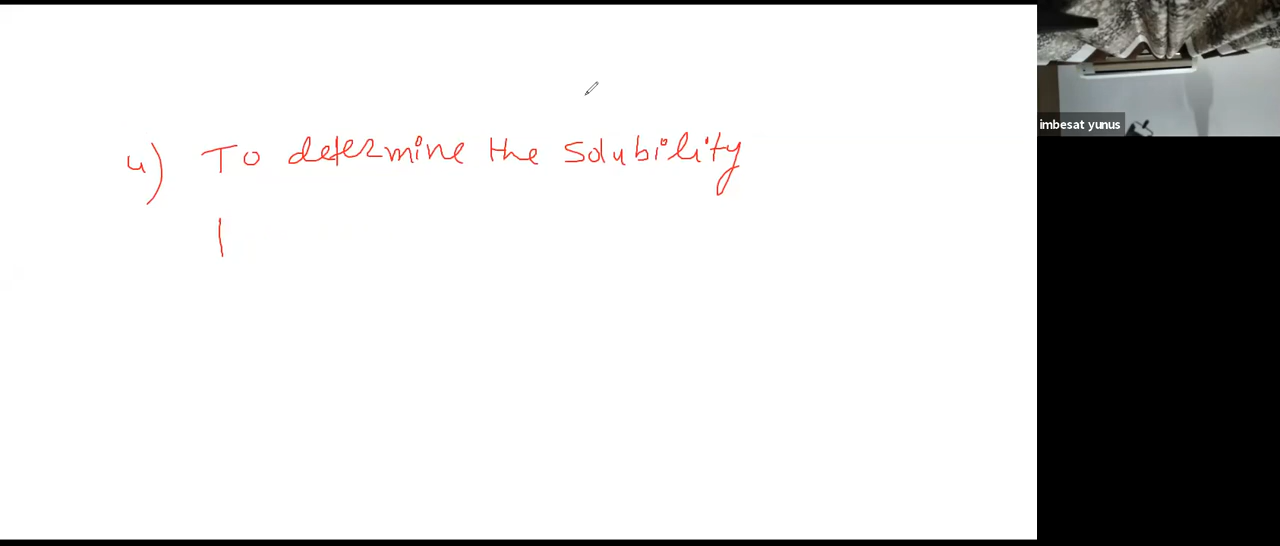 4) To determine the solubility
imbesat yunus